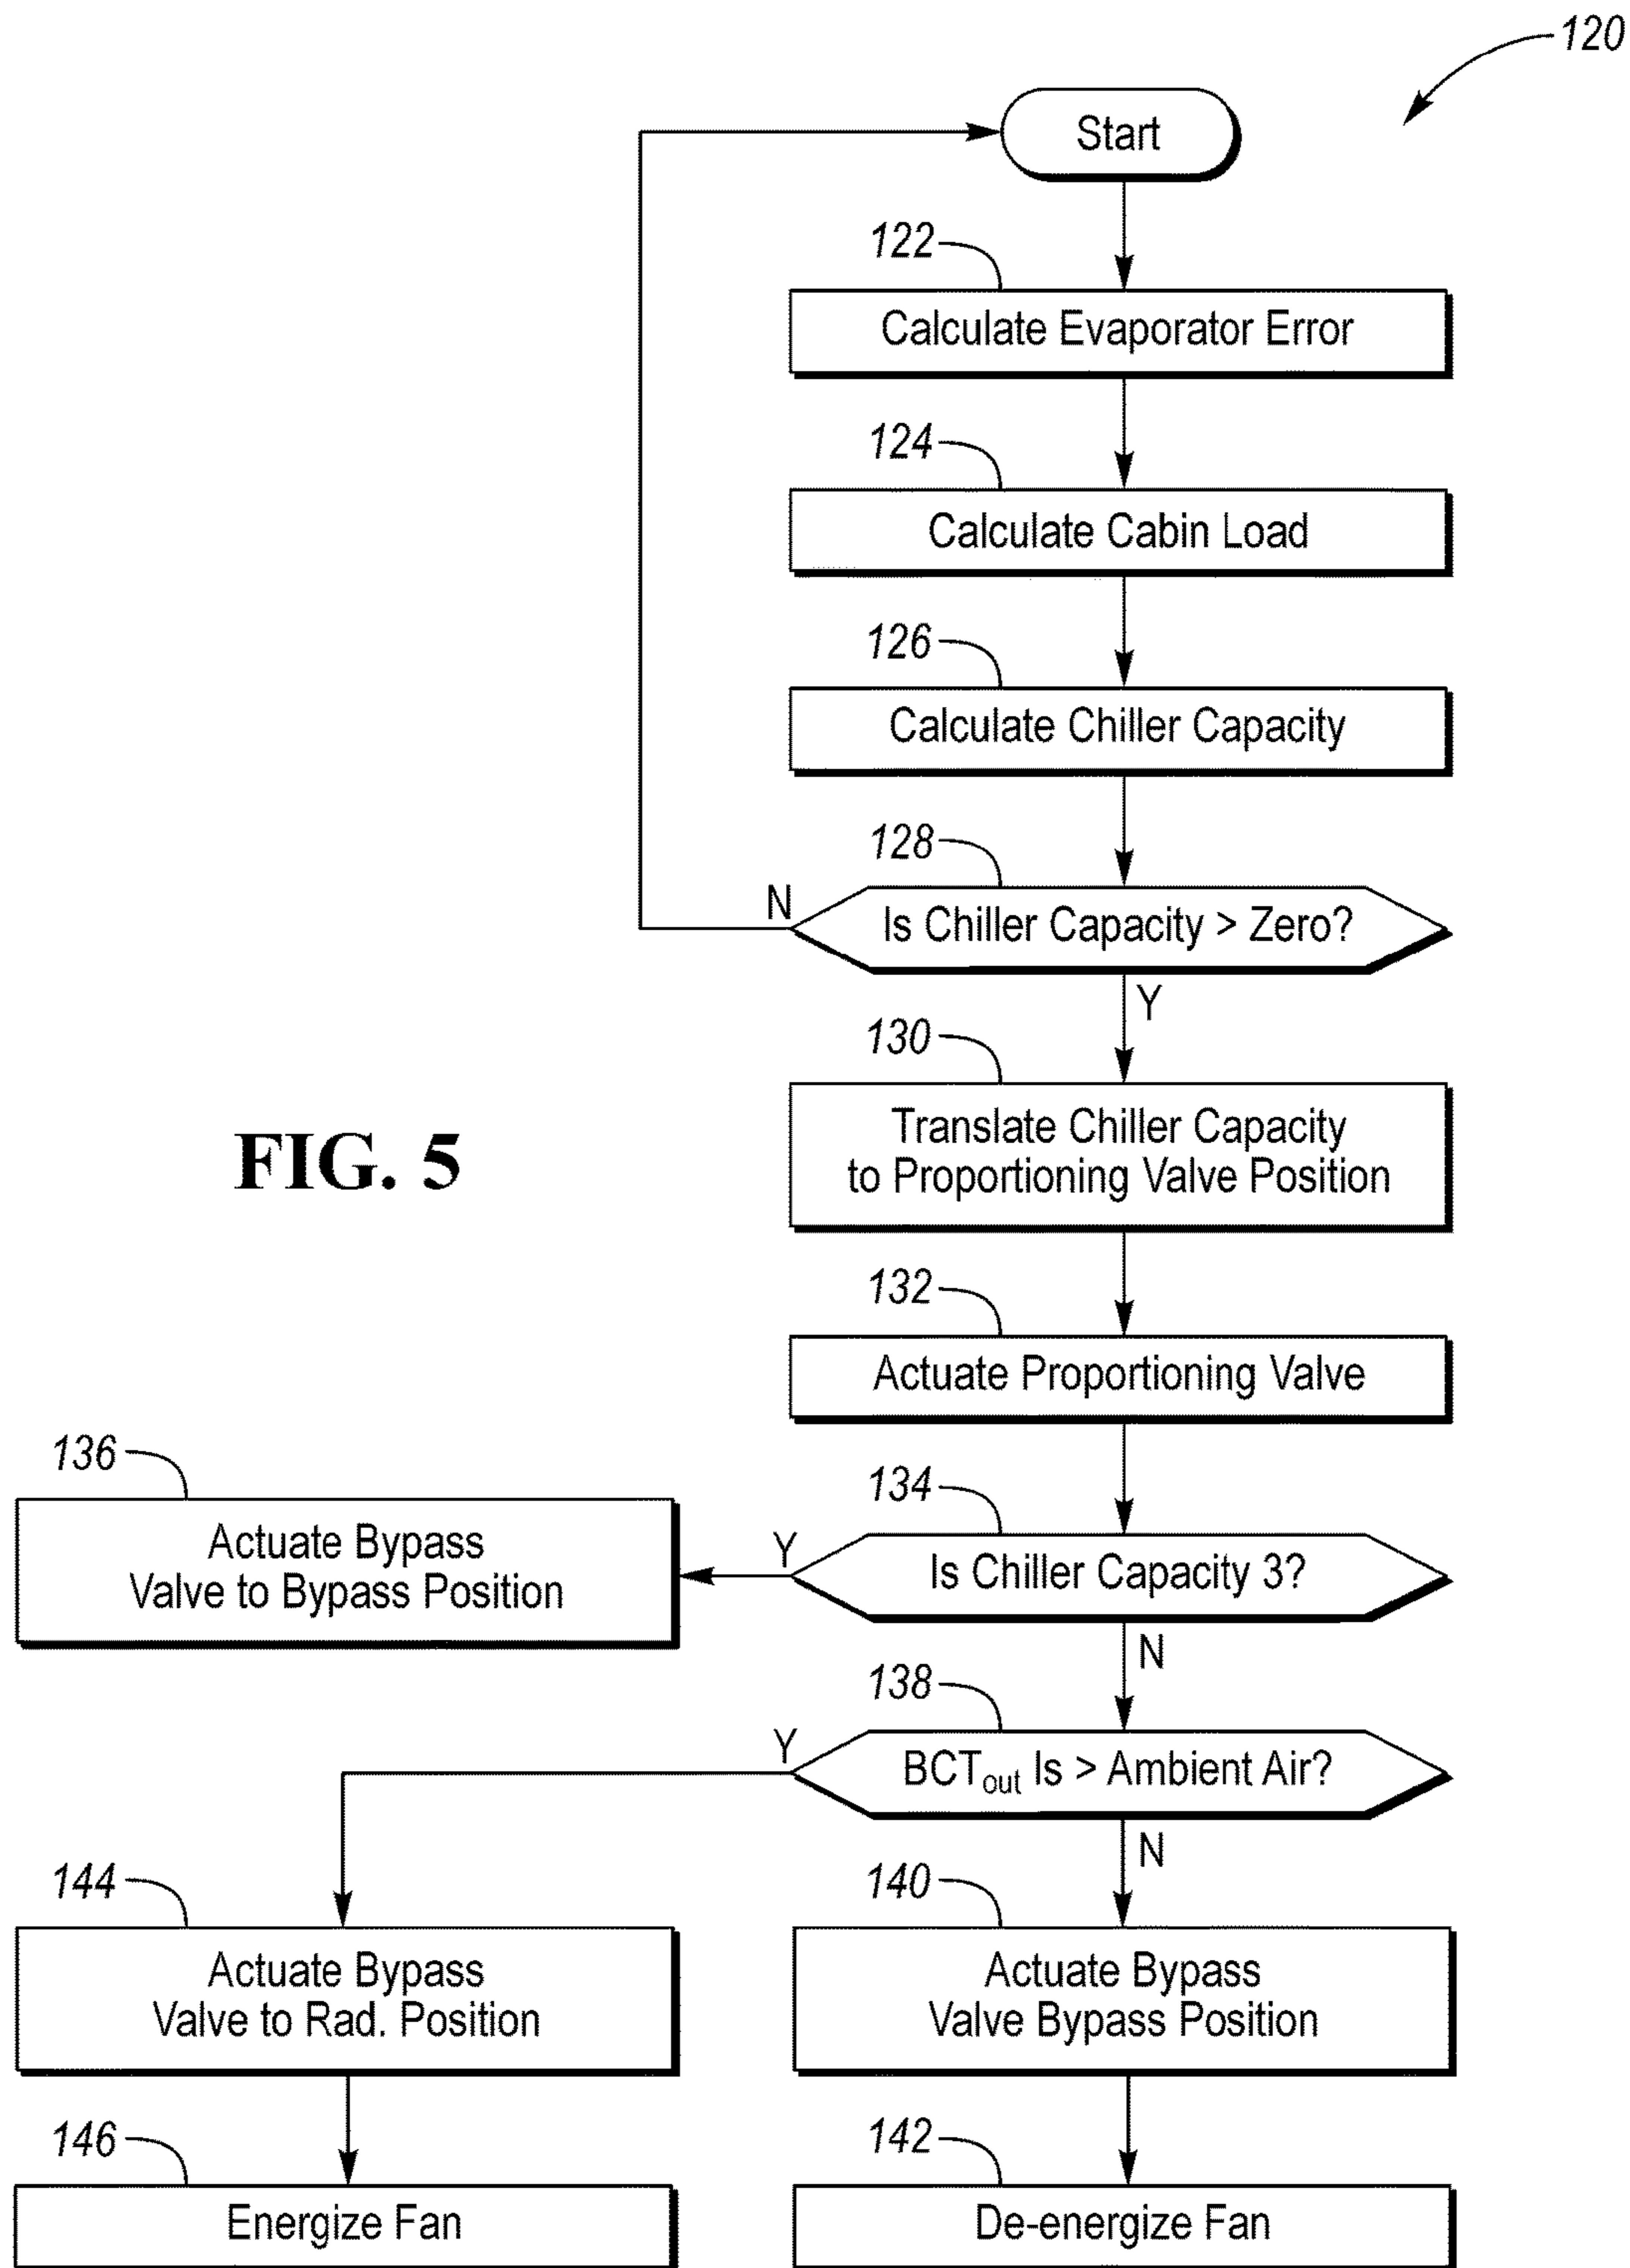 120
Start
122
Calculate Evaporator Error
124
Calculate Cabin Load
126
Calculate Chiller Capacity
128
N
Is Chiller Capacity > Zero?
Y
130
Translate Chiller Capacity
to Proportioning Valve Position
FIG. 5
132
Actuate Proportioning Valve
136
Actuate Bypass
Valve to Bypass Position
134
Y
Is Chiller Capacity 3?
N
138
Y
BCTout Is > Ambient Air?
N
144
Actuate Bypass
Valve to Rad. Position
140
Actuate Bypass
Valve Bypass Position
146
Energize Fan
142
De-energize Fan